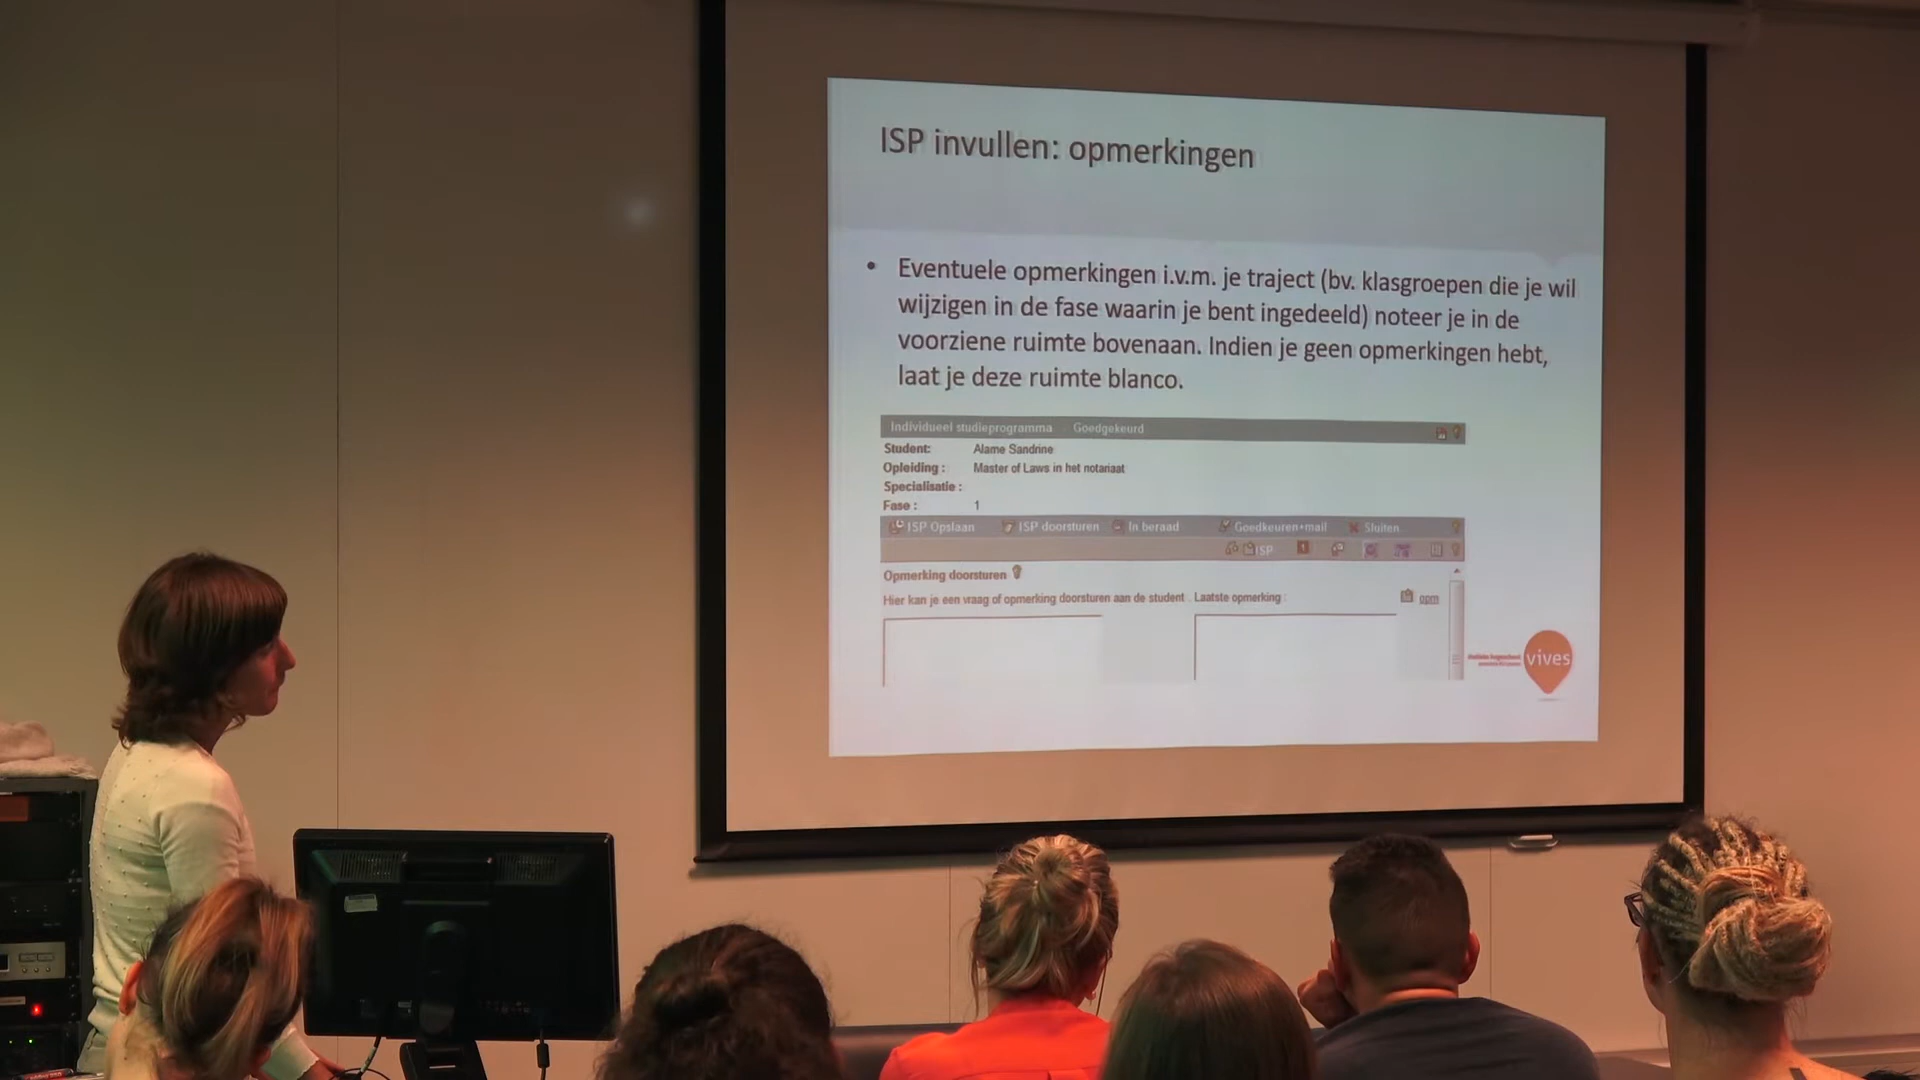 ISP invullen: opmerkingen
• Eventuele opmerkingen i.v.m. je traject (bv. klasgroepen die je wil
wijzigen in de fase waarin je bent ingedeeld) noteer je in de
voorziene ruimte bovenaan. Indien je geen opmerkingen hebt,
laat je deze ruimte blanco.
Individueel studieprogramma Goedgekeurd
Student: Alame Sandrine
Opleiding : Master of Laws in het notariaat
Specialisatie :
Fase : 1
ISP Opslaan ISP doorsturen In beraad Goedkeuren+mail Sluiten
ISP
Opmerking doorsturen
Hier kan je een vraag of opmerking doorsturen aan de student Laatste opmerking : opm
vives